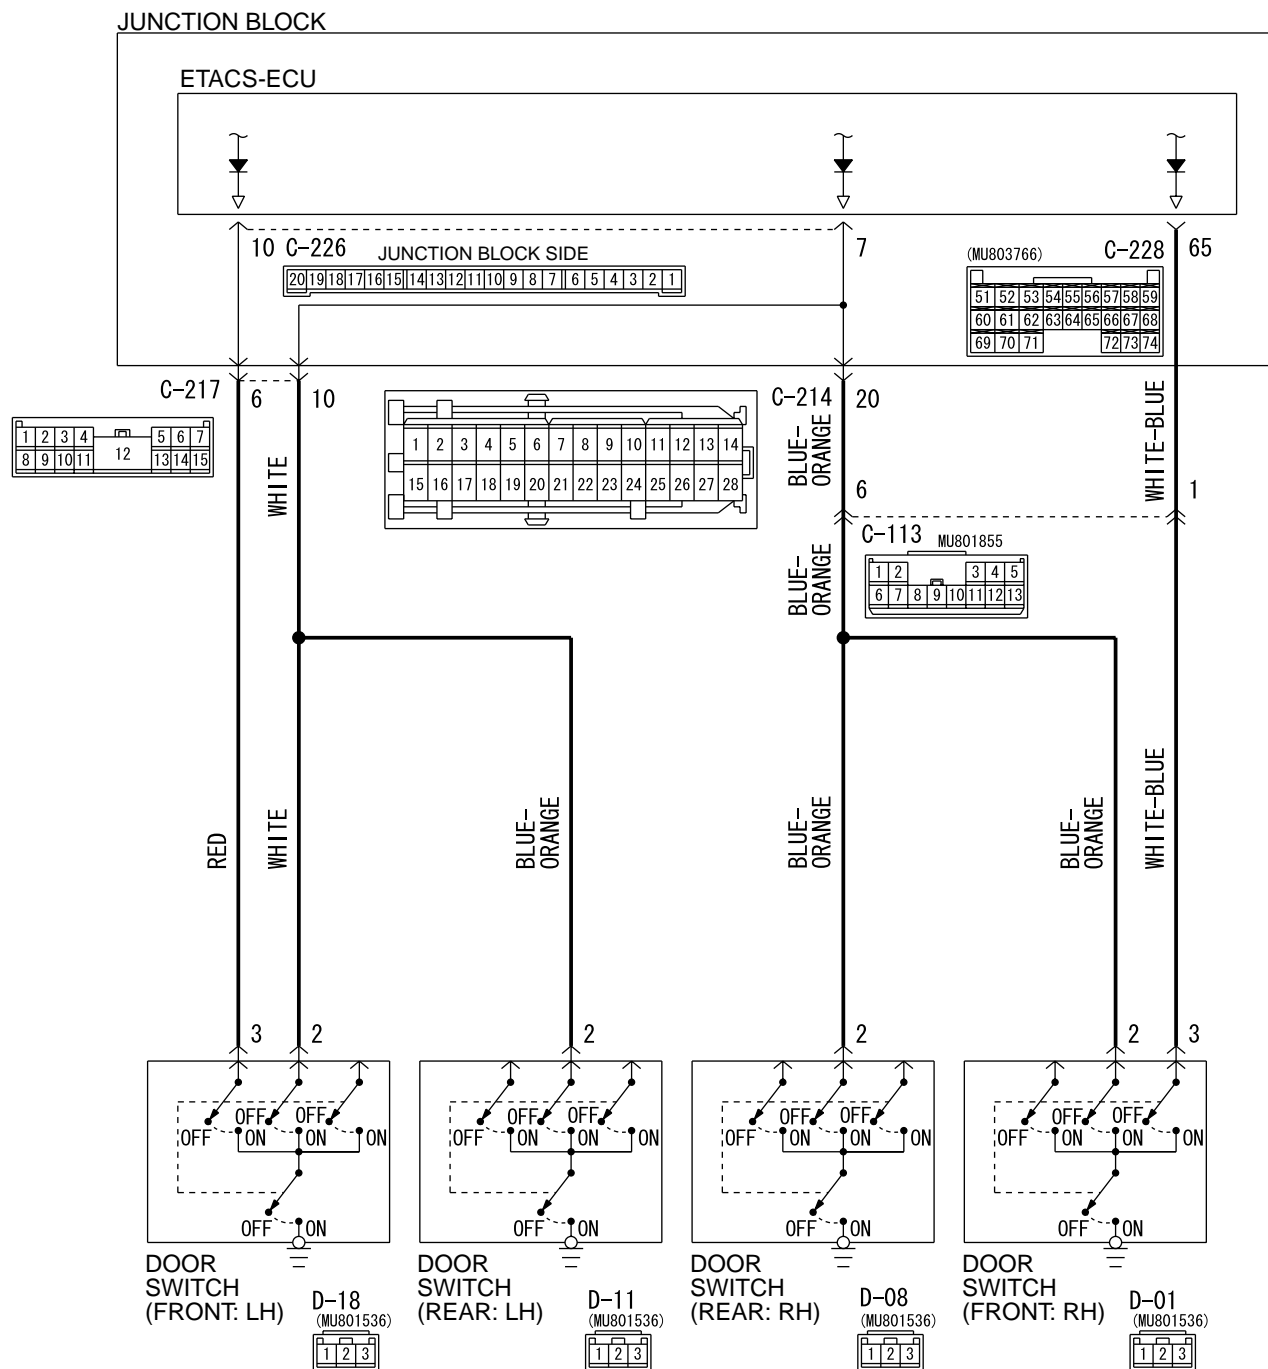 JUNCTION BLOCK
ETACS-ECU
10 C-226
JUNCTION BLOCK SIDE
7
(MU803766)
C-228
65
20 19 18 17 16 15 14 13 12 11 10 9 8 7 6 5 4 3 2 1
51 52 53 54 55 56 57 58 59
60 61 62 63 64 65 66 67 68
69 70 71 72 73 74
C-217
6
10
C-214
20
1 2 3 4 5 6 7
8 9 10 11 12 13 14 15
1 2 3 4 5 6 7 8 9 10 11 12 13 14
15 16 17 18 19 20 21 22 23 24 25 26 27 28
WHITE
BLUE-
ORANGE
WHITE-BLUE
6
1
C-113
MU801855
1 2 3 4 5
6 7 8 9 10 11 12 13
BLUE-
ORANGE
RED
WHITE
BLUE-
ORANGE
BLUE-
ORANGE
BLUE-
ORANGE
WHITE-BLUE
3
2
2
2
2
3
OFF OFF OFF
ON ON ON
OFF ON
OFF OFF OFF
ON ON ON
OFF ON
OFF OFF OFF
ON ON ON
OFF ON
OFF OFF OFF
ON ON ON
OFF ON
DOOR
SWITCH
(FRONT: LH)
D-18
(MU801536)
1 2 3
DOOR
SWITCH
(REAR: LH)
D-11
(MU801536)
1 2 3
DOOR
SWITCH
(REAR: RH)
D-08
(MU801536)
1 2 3
DOOR
SWITCH
(FRONT: RH)
D-01
(MU801536)
1 2 3